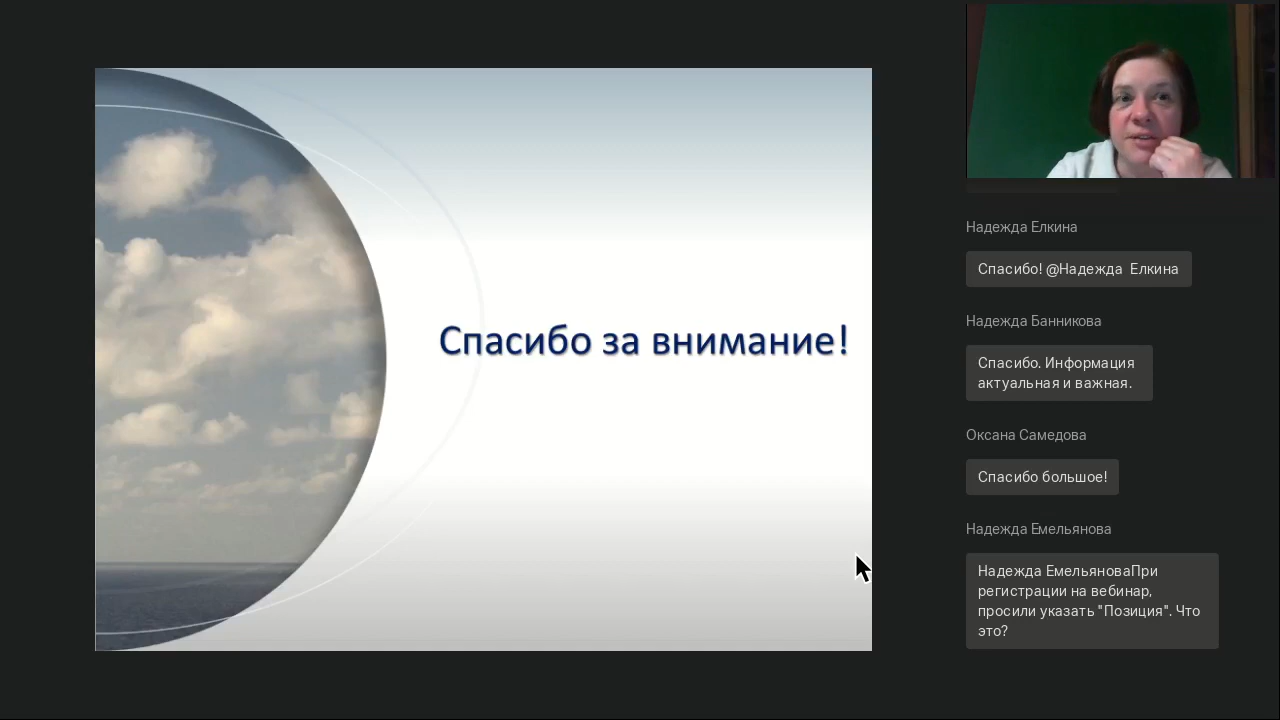 Спасибо за внимание!
Надежда Елкина
Спасибо! @Надежда Елкина
Надежда Банникова
Спасибо. Информация
актуальная и важная.
Оксана Самедова
Спасибо большое!
Надежда Емельянова
Надежда ЕмельяноваПри
регистрации на вебинар,
просили указать "Позиция". Что
это?